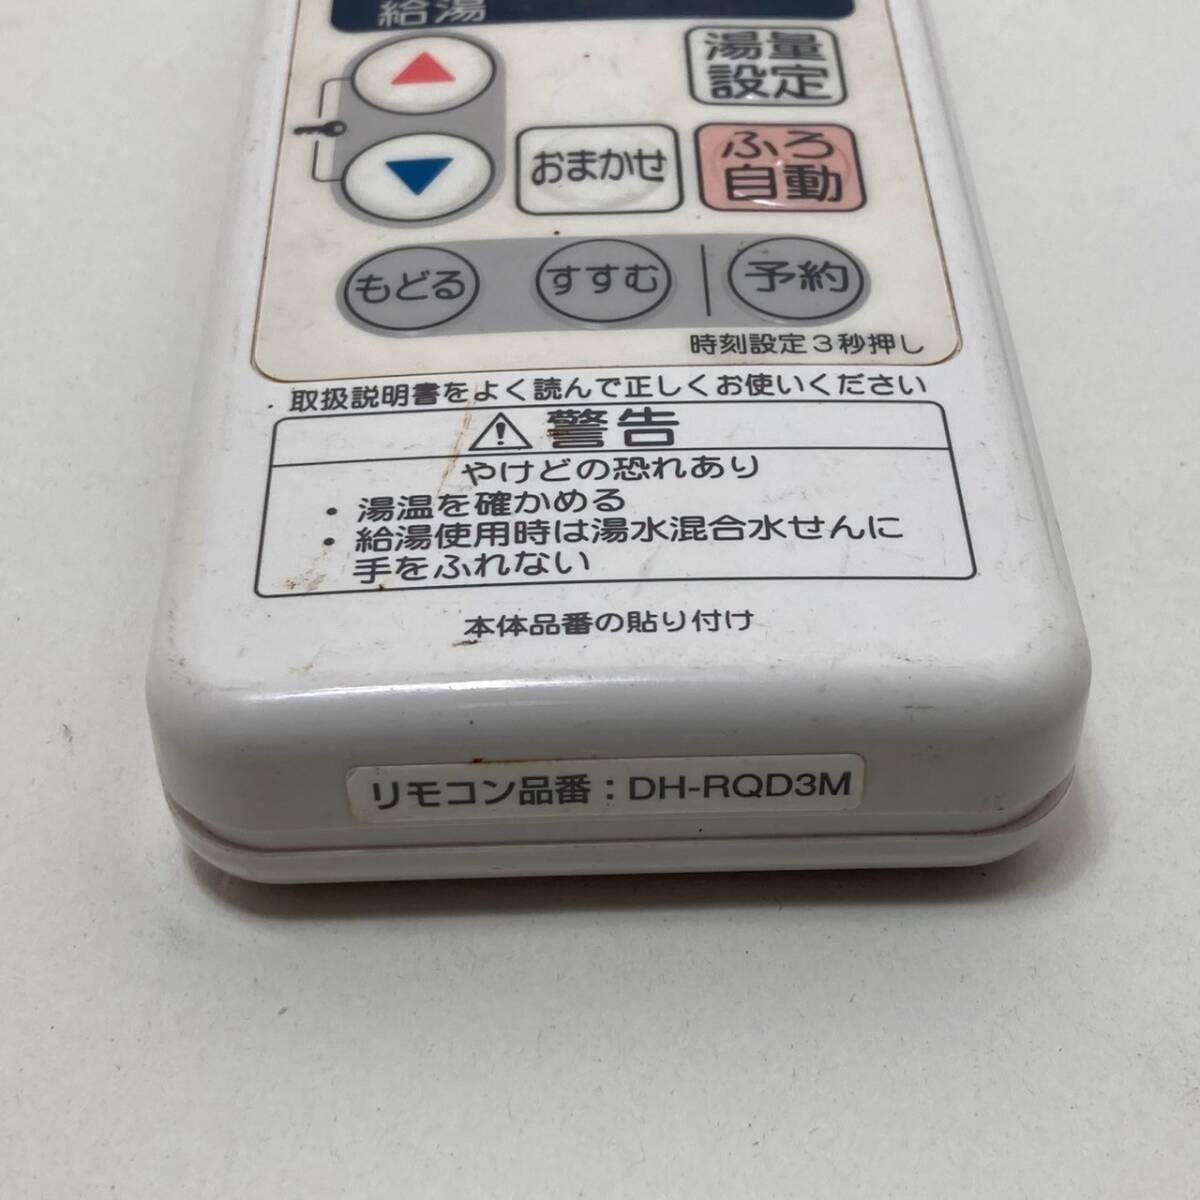 給湯
湯量
設定
おまかせ
ふろ
自動
もどる
すすむ
予約
時刻設定3秒押し
取扱説明書をよく読んで正しくお使いください
警告
やけどの恐れあり
・湯温を確かめる
・給湯使用時は湯水混合水せんに
手をふれない
本体品番の貼り付け
リモコン品番：DH-RQD3M